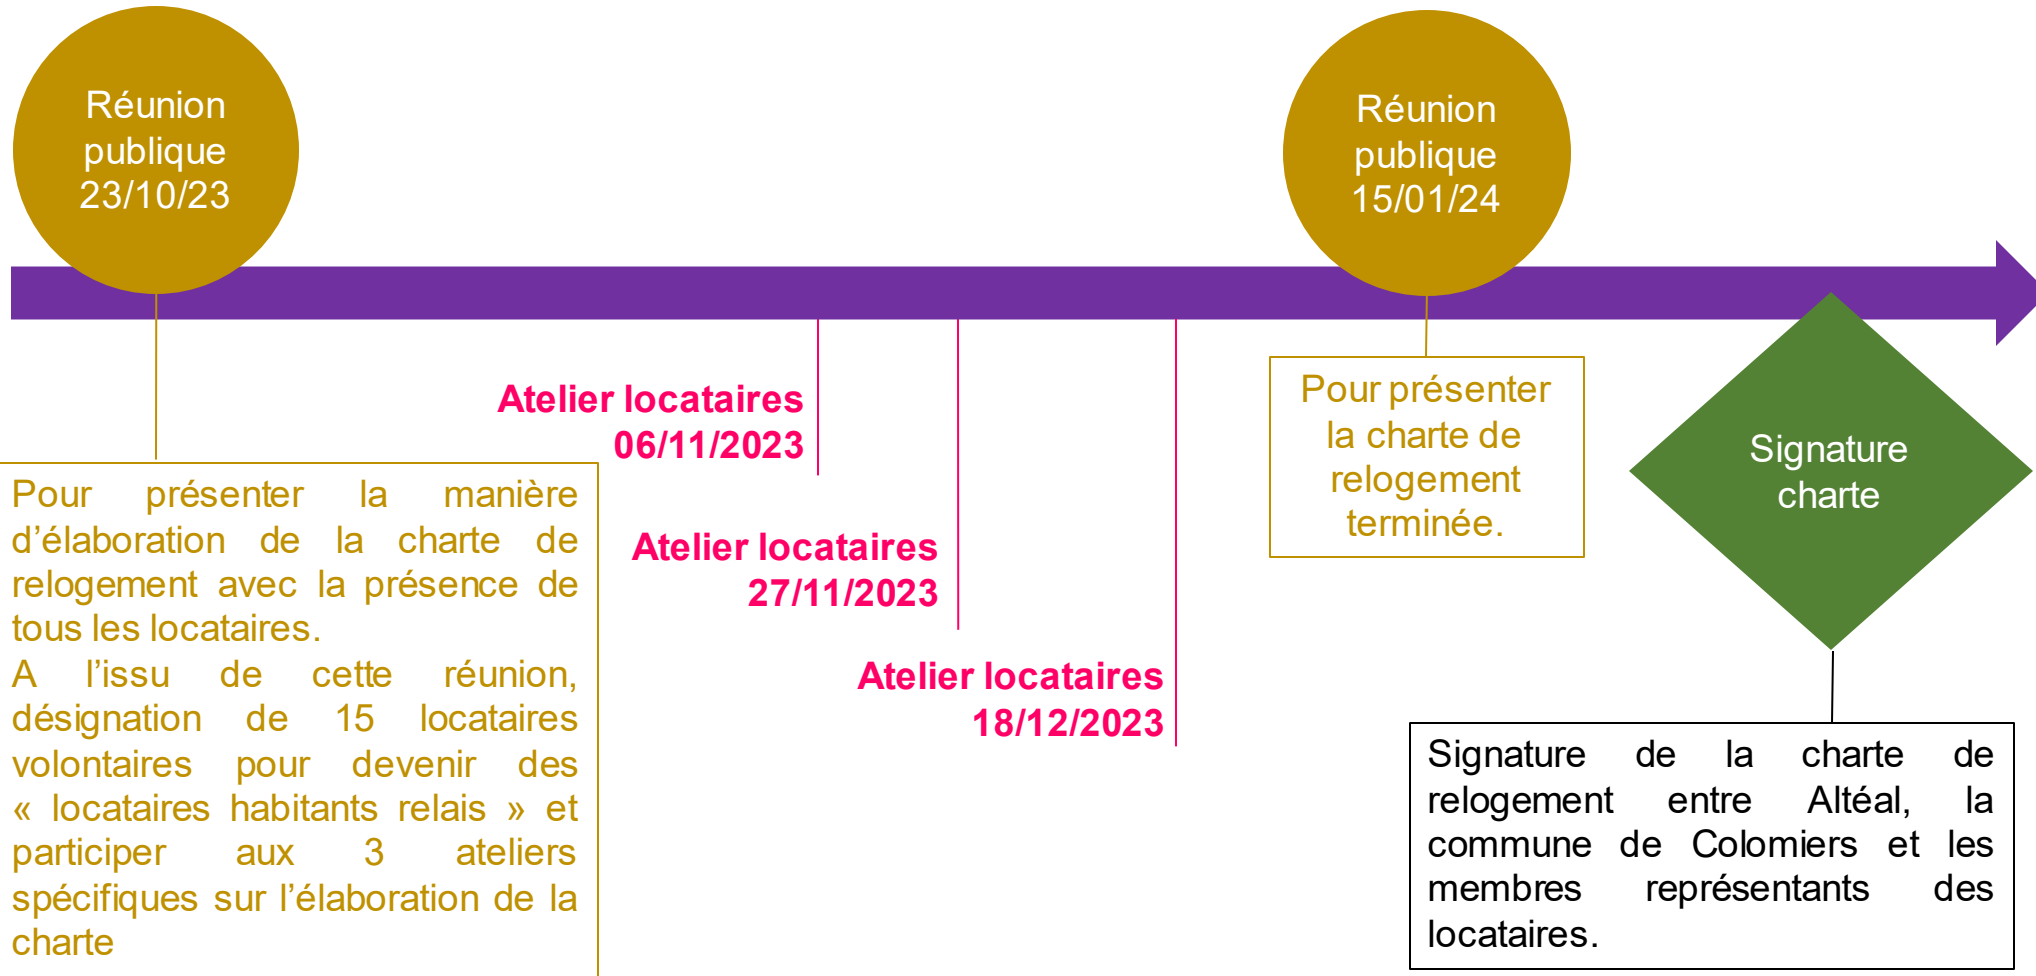 Réunion
publique
23/10/23
Réunion
publique
15/01/24
Atelier locataires
06/11/2023
Atelier locataires
27/11/2023
Atelier locataires
18/12/2023
Pour présenter la manière
d’élaboration de la charte de
relogement avec la présence de
tous les locataires.
A l’issu de cette réunion,
désignation de 15 locataires
volontaires pour devenir des
« locataires habitants relais » et
participer aux 3 ateliers
spécifiques sur l’élaboration de la
charte
Pour présenter
la charte de
relogement
terminée.
Signature
charte
Signature de la charte de
relogement entre Altéal, la
commune de Colomiers et les
membres représentants des
locataires.